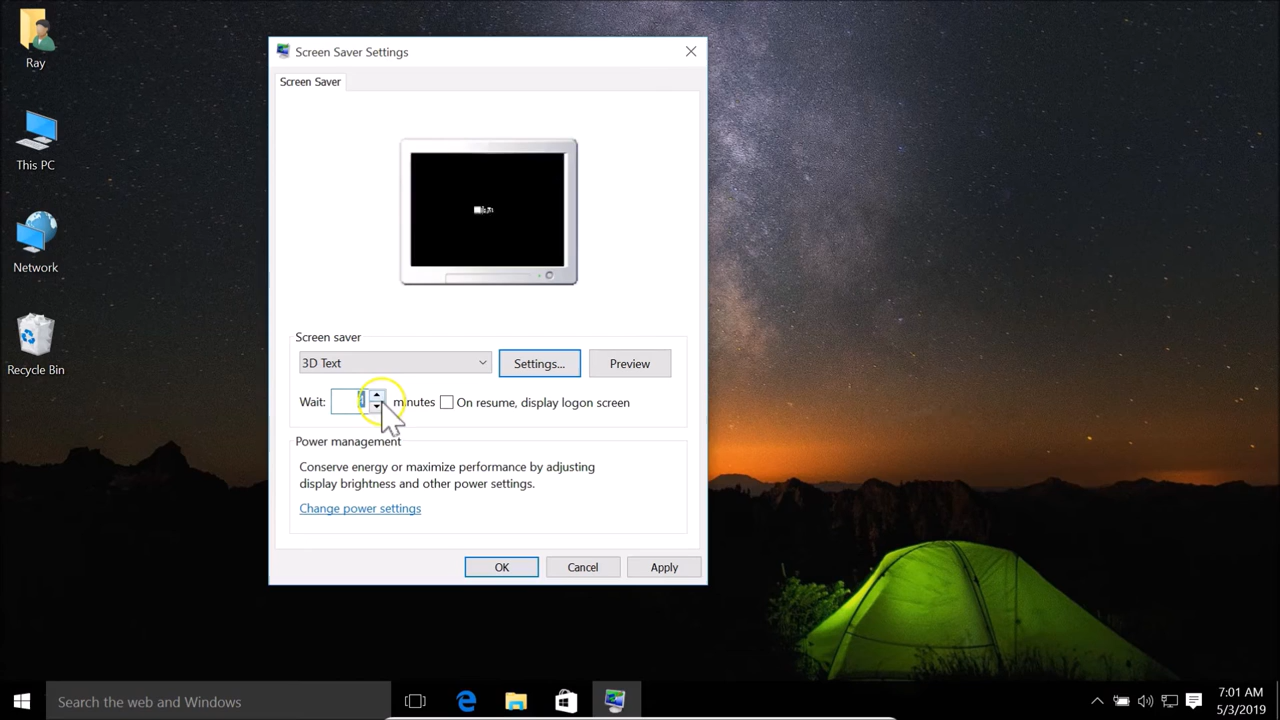 Ray
This PC
Network
Recycle Bin
Screen Saver Settings
Screen Saver
Screen saver
3D Text
Settings...
Preview
Wait:
minutes
On resume, display logon screen
Power management
Conserve energy or maximize performance by adjusting
display brightness and other power settings.
Change power settings
OK
Cancel
Apply
Search the web and Windows
7:01 AM
5/3/2019